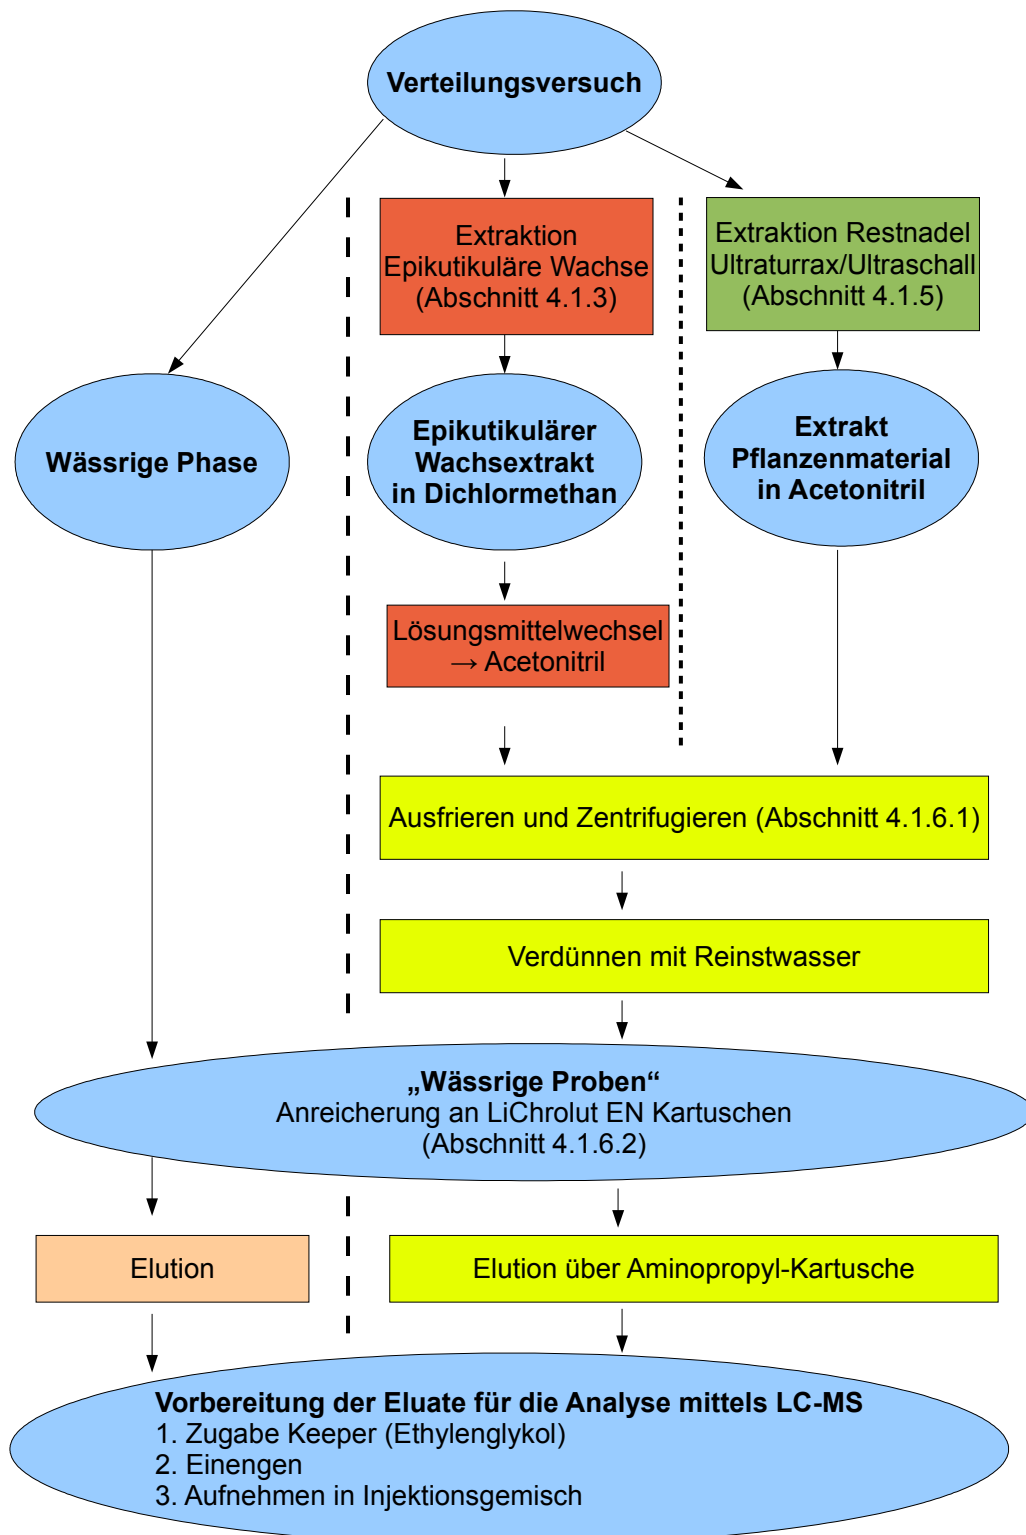 Verteilungsversuch
Extraktion
Epikutikuläre Wachse
(Abschnitt 4.1.3)
Extraktion Restnadel
Ultraturrax/Ultraschall
(Abschnitt 4.1.5)
Wässrige Phase
Epikutikulärer
Wachsextrakt
in Dichlormethan
Extrakt
Pflanzenmaterial
in Acetonitril
Lösungsmittelwechsel
→ Acetonitril
Ausfrieren und Zentrifugieren (Abschnitt 4.1.6.1)
Verdünnen mit Reinstwasser
„Wässrige Proben“
Anreicherung an LiChrolut EN Kartuschen
(Abschnitt 4.1.6.2)
Elution
Elution über Aminopropyl-Kartusche
Vorbereitung der Eluate für die Analyse mittels LC-MS
1. Zugabe Keeper (Ethylenglykol)
2. Einengen
3. Aufnehmen in Injektionsgemisch